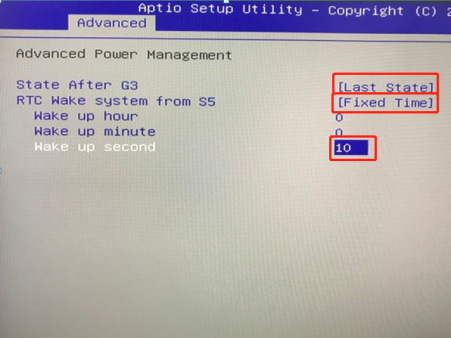 Aptio Setup Utility - Copyright (C) 2
Advanced
Advanced Power Management
State After G3 [Last State]
RTC Wake system from S5 [Fixed Time]
Wake up hour 0
Wake up minute 0
Wake up second 10